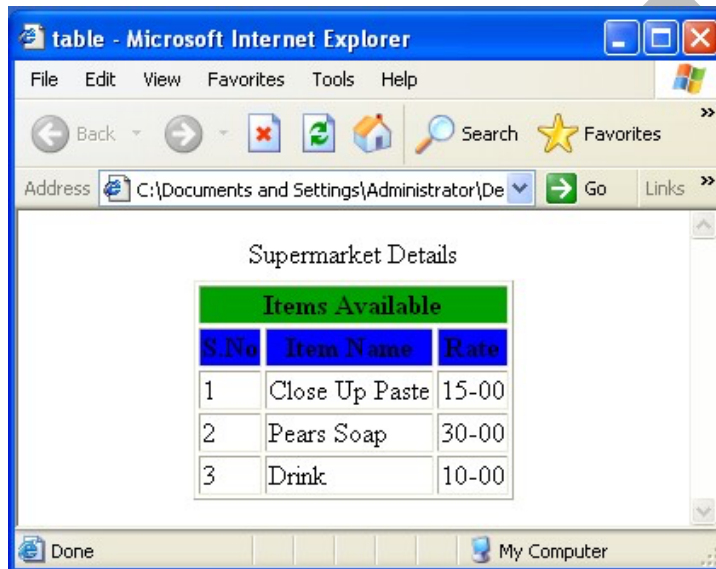 table - Microsoft Internet Explorer
File Edit View Favorites Tools Help
Back Search Favorites »
Address C:\Documents and Settings\Administrator\De Go Links »
Supermarket Details
Items Available
S.No Item Name Rate
1 Close Up Paste 15-00
2 Pears Soap 30-00
3 Drink 10-00
Done My Computer